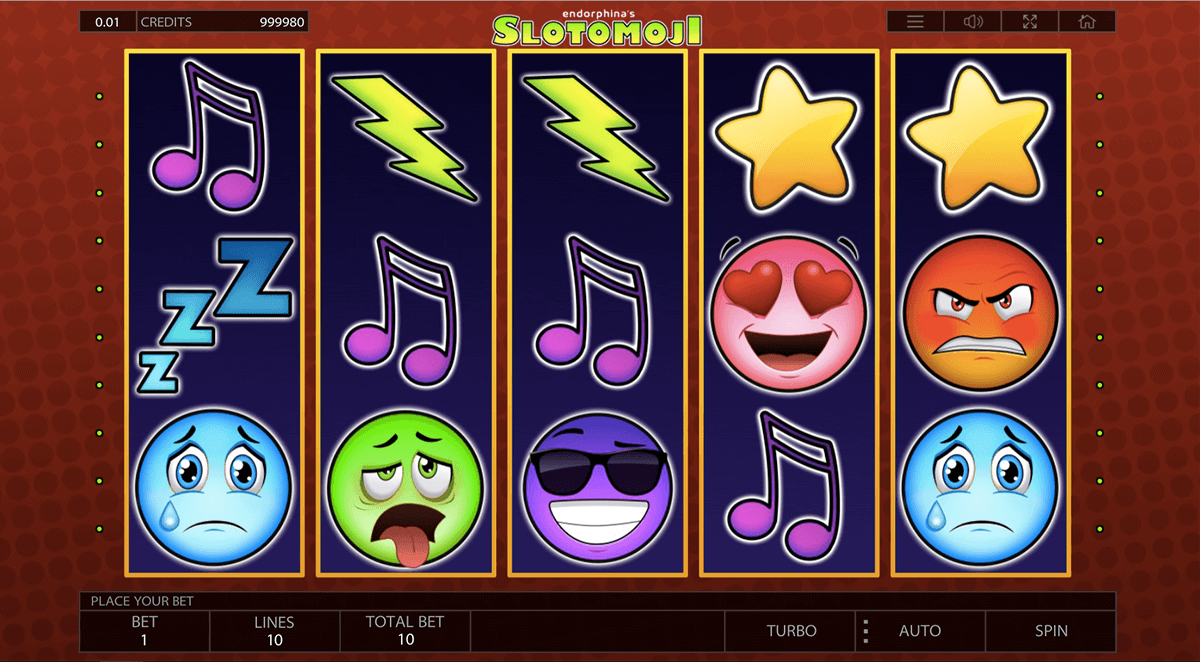 0.01 CREDITS 999980
endorphina's
SLOTOMOJI
Z
Z
Z
PLACE YOUR BET
BET
1
LINES
10
TOTAL BET
10
TURBO
AUTO
SPIN